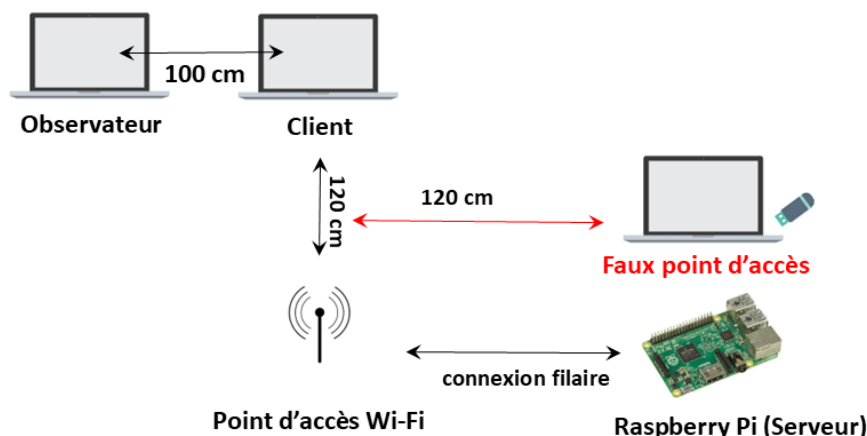 100 cm
Observateur
Client
120 cm
120 cm
Faux point d'accès
connexion filaire
Point d'accès Wi-Fi
Raspberry Pi (Serveur)